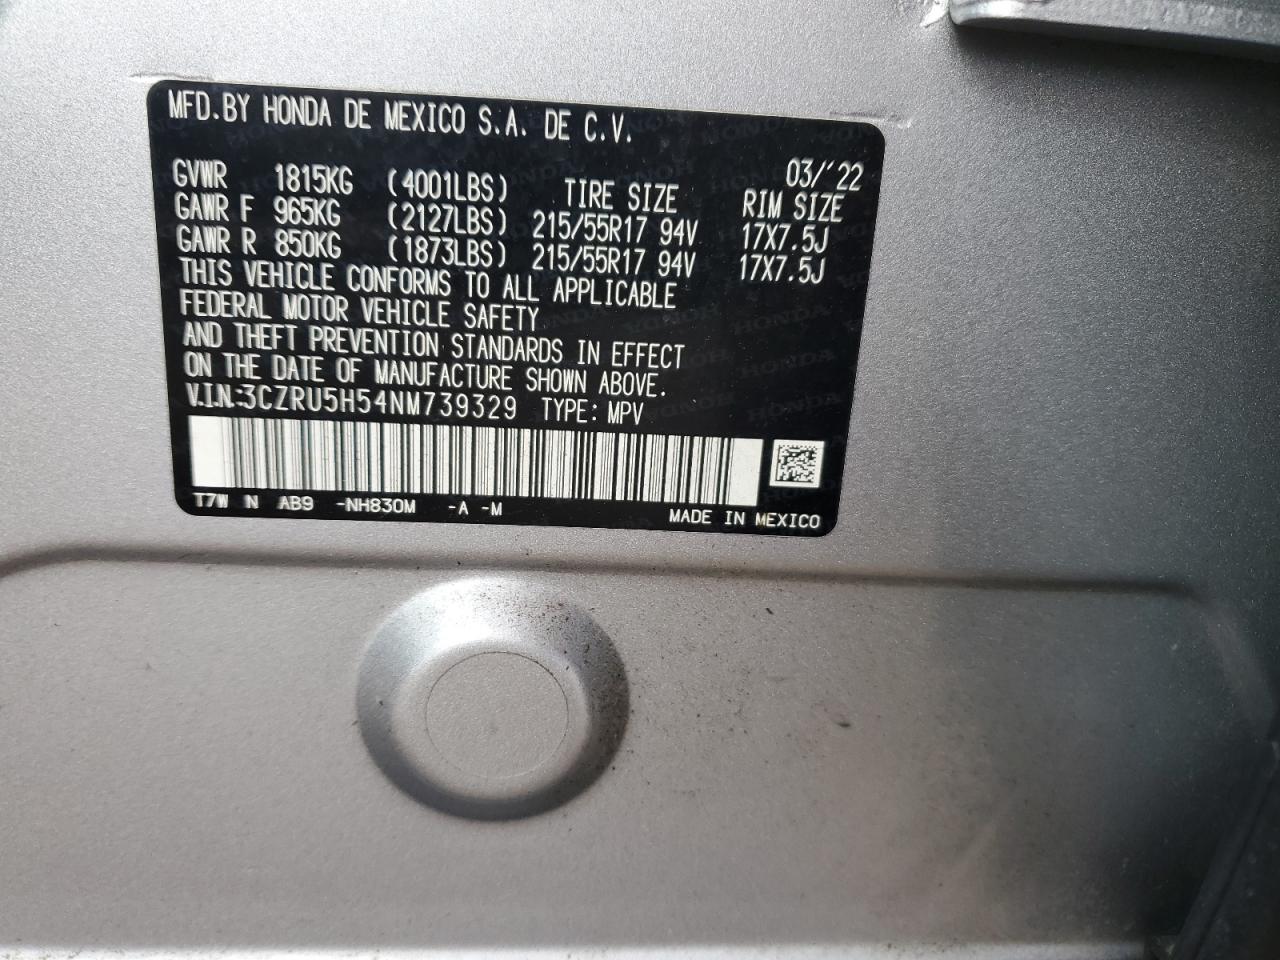 MFD.BY HONDA DE MEXICO S.A. DE C.V.
03/'22
GVWR 1815KG (4001LBS) TIRE SIZE RIM SIZE
GAWR F 965KG (2127LBS) 215/55R17 94V 17X7.5J
GAWR R 850KG (1873LBS) 215/55R17 94V 17X7.5J
THIS VEHICLE CONFORMS TO ALL APPLICABLE
FEDERAL MOTOR VEHICLE SAFETY
AND THEFT PREVENTION STANDARDS IN EFFECT
ON THE DATE OF MANUFACTURE SHOWN ABOVE.
V.I.N.:3CZRU5H54NM739329 TYPE: MPV
T7W N AB9 -NH830M -A -M
MADE IN MEXICO